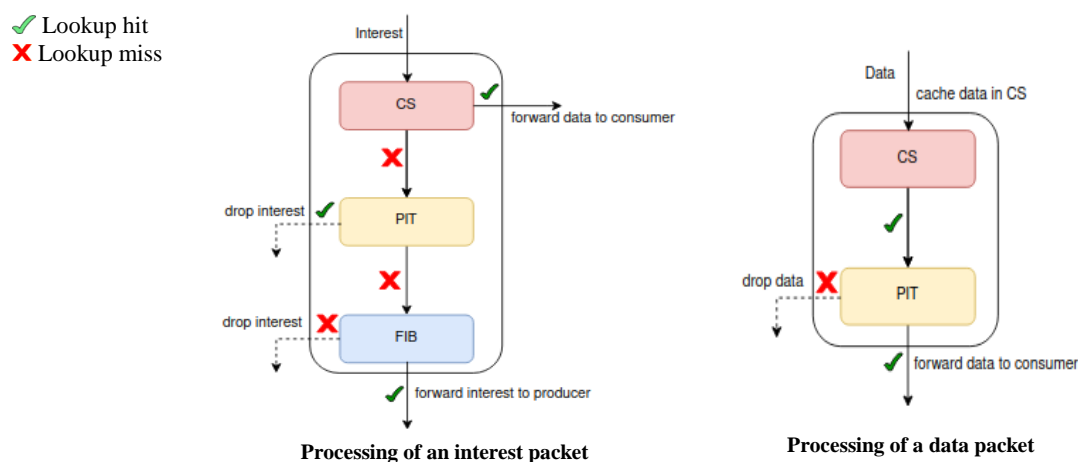 Lookup hit
Lookup miss
Interest
CS
forward data to consumer
drop interest
PIT
drop interest
FIB
forward interest to producer
Processing of an interest packet
Data
cache data in CS
CS
drop data
PIT
forward data to consumer
Processing of a data packet